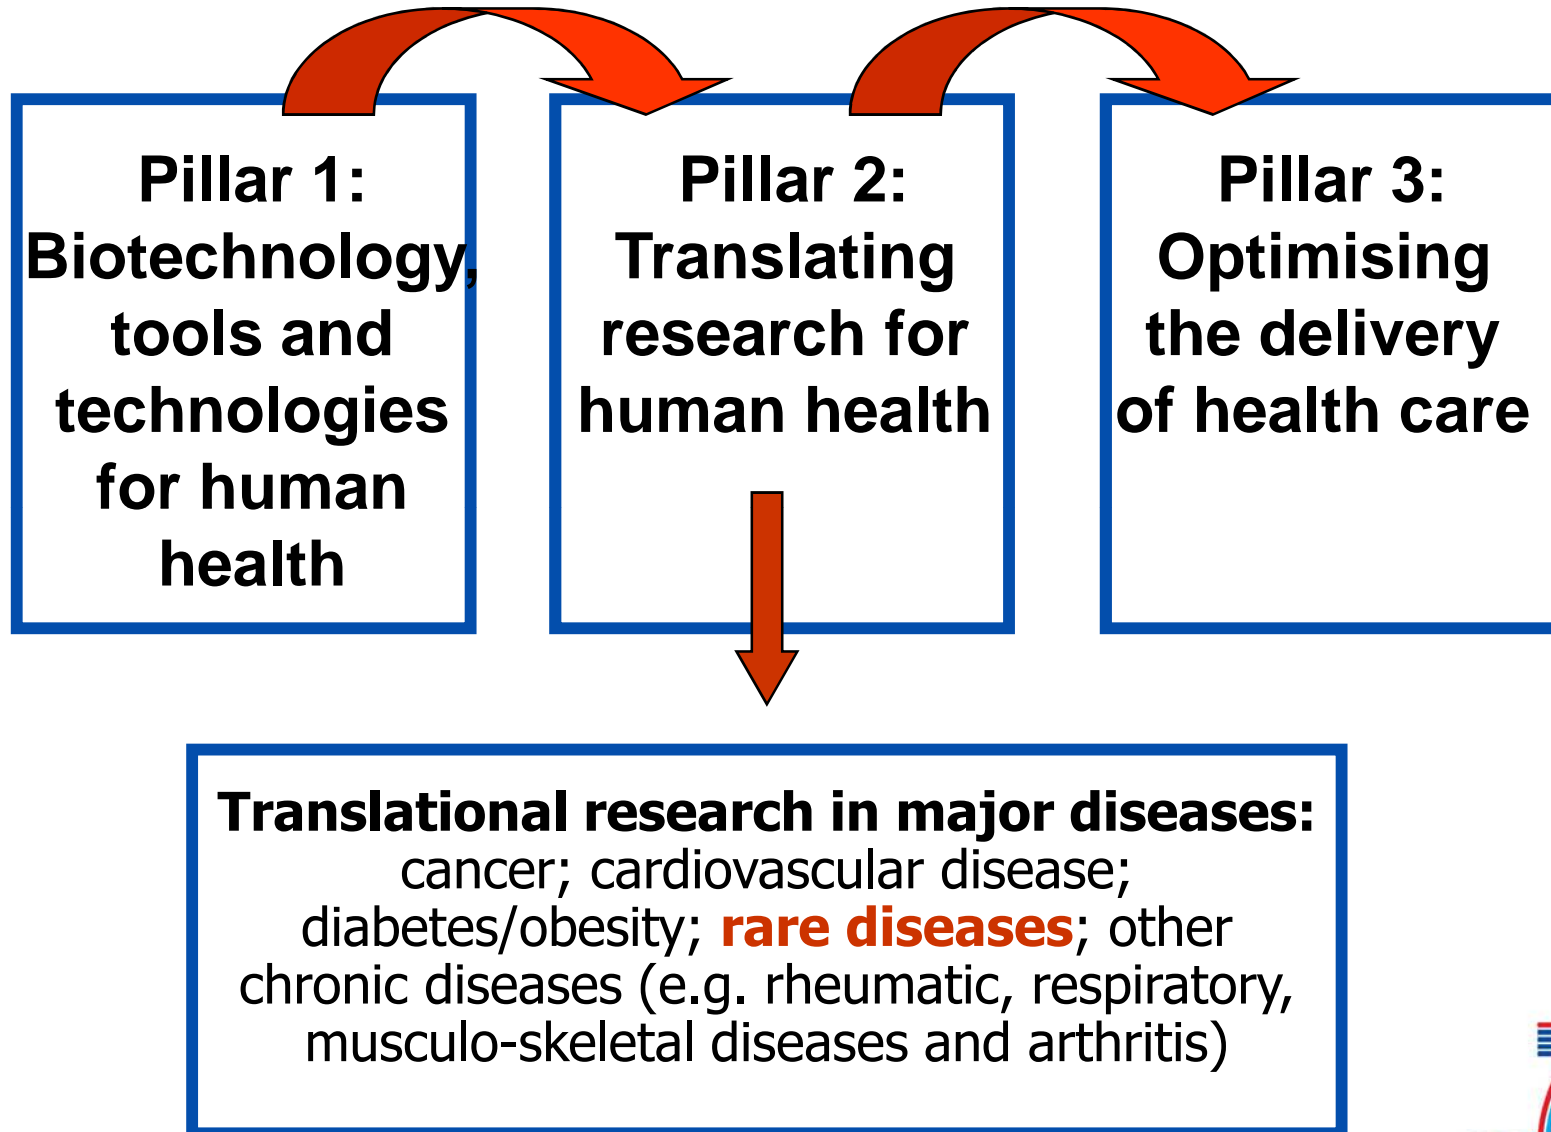 Pillar 1:
Biotechnology,
tools and
technologies
for human
health
Pillar 2:
Translating
research for
human health
Pillar 3:
Optimising
the delivery
of health care
Translational research in major diseases:
cancer; cardiovascular disease;
diabetes/obesity; rare diseases; other
chronic diseases (e.g. rheumatic, respiratory,
musculo-skeletal diseases and arthritis)